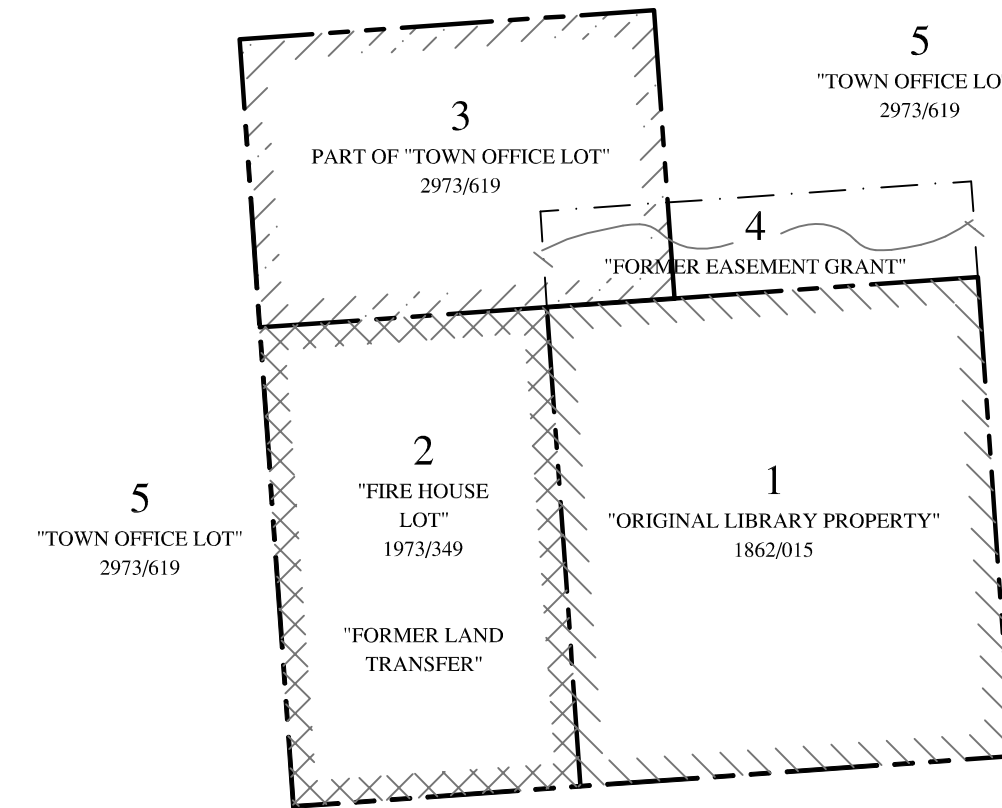 5
"TOWN OFFICE LO
2973/619
3
PART OF "TOWN OFFICE LOT"
2973/619
4
"FORMER EASEMENT GRANT"
2
"FIRE HOUSE
LOT"
1973/349
"FORMER LAND
TRANSFER"
1
"ORIGINAL LIBRARY PROPERTY"
1862/015
5
"TOWN OFFICE LOT"
2973/619